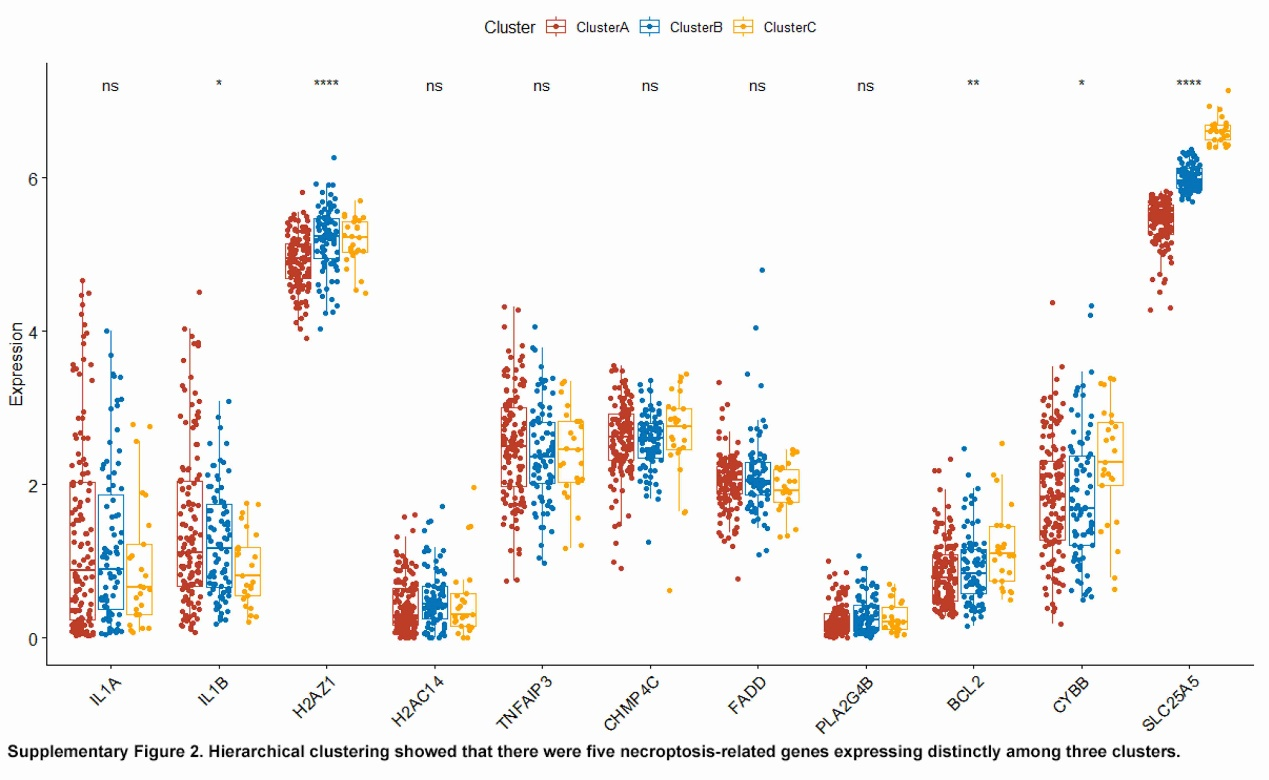 Cluster ClusterA ClusterB ClusterC
ns * **** ns ns ns ns ns ** * ****
6
4
2
0
Expression
IL1A IL1B H2AZ1 H2AC14 TNFAIP3 CHMP4C FADD PLA2G4B BCL2 CYBB SLC25A5
Supplementary Figure 2. Hierarchical clustering showed that there were five necroptosis-related genes expressing distinctly among three clusters.